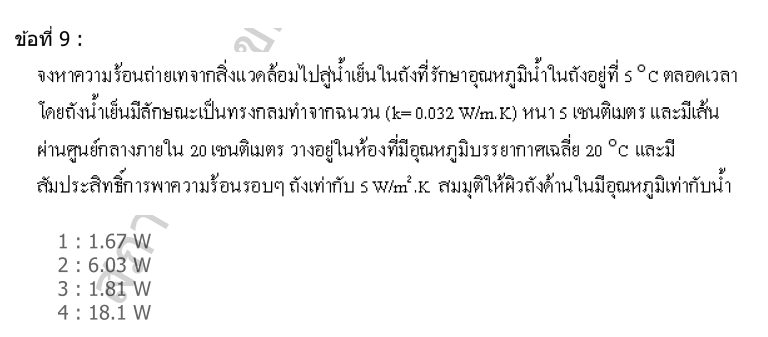 ข้อที่ 9 :
จงหาความร้อนถ่ายเทจากสิ่งแวดล้อมไปสู่น้ำเย็นในถังที่รักษาอุณหภูมิน้ำในถังอยู่ที่ 5 °C ตลอดเวลา
โดยถังน้ำเย็นมีลักษณะเป็นทรงกลมทำจากฉนวน (k= 0.032 W/m.K) หนา 5 เซนติเมตร และมีเส้น
ผ่านศูนย์กลางภายใน 20 เซนติเมตร วางอยู่ในห้องที่มีอุณหภูมิบรรยากาศเฉลี่ย 20 °C และมี
สัมประสิทธิ์การพาความร้อนรอบๆ ถังเท่ากับ 5 W/m².K สมมุติให้ผิวถังด้านในมีอุณหภูมิเท่ากับน้ำ
1 : 1.67 W
2 : 6.03 W
3 : 1.81 W
4 : 18.1 W